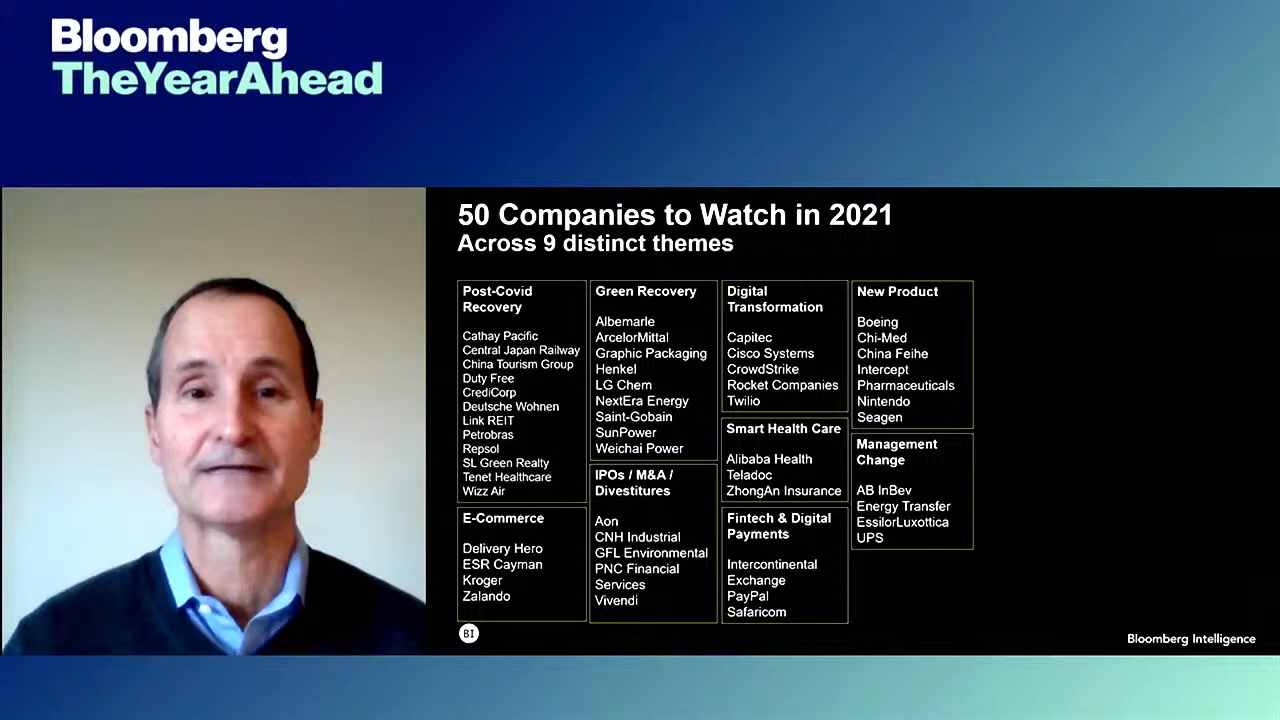 Bloomberg
TheYearAhead
50 Companies to Watch in 2021
Across 9 distinct themes
Post-Covid
Recovery
Cathay Pacific
Central Japan Railway
China Tourism Group
Duty Free
CrediCorp
Deutsche Wohnen
Link REIT
Petrobras
Repsol
SL Green Realty
Tenet Healthcare
Wizz Air
E-Commerce
Delivery Hero
ESR Cayman
Kroger
Zalando
Green Recovery
Albemarle
ArcelorMittal
Graphic Packaging
Henkel
LG Chem
NextEra Energy
Saint-Gobain
SunPower
Weichai Power
IPOs / M&A /
Divestitures
Aon
CNH Industrial
GFL Environmental
PNC Financial
Services
Vivendi
Digital
Transformation
Capitec
Cisco Systems
CrowdStrike
Rocket Companies
Twilio
Smart Health Care
Alibaba Health
Teladoc
ZhongAn Insurance
Fintech & Digital
Payments
Intercontinental
Exchange
PayPal
Safaricom
New Product
Boeing
Chi-Med
China Feihe
Intercept
Pharmaceuticals
Nintendo
Seagen
Management
Change
AB InBev
Energy Transfer
EssilorLuxottica
UPS
BI
Bloomberg Intelligence